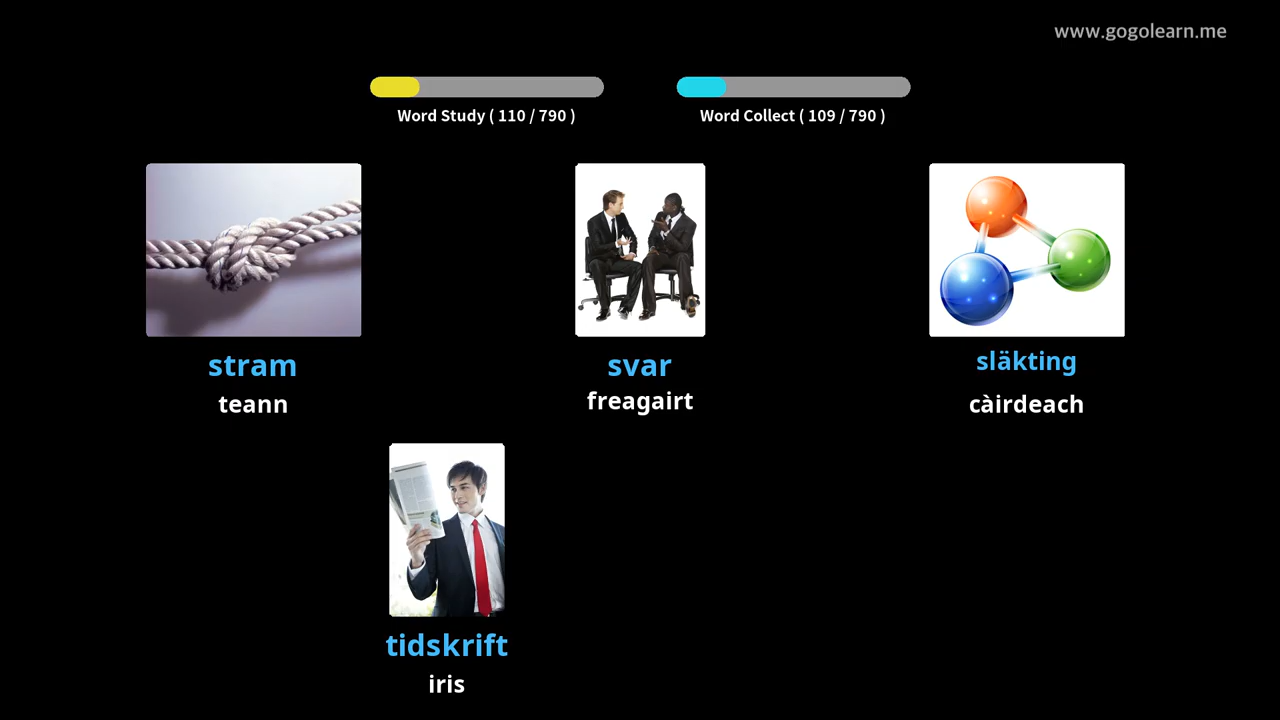 www.gogolearn.me
Word Study ( 110 / 790 )
Word Collect ( 109 / 790 )
stram
teann
svar
freagairt
släkting
càirdeach
tidskrift
iris